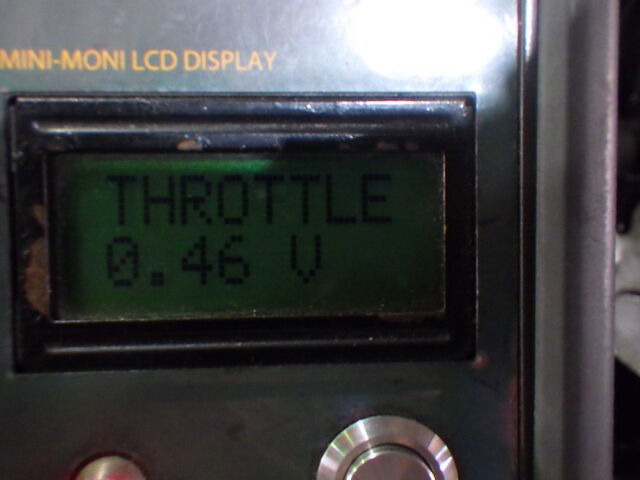 MINI-MONI LCD DISPLAY
THROTTLE
0.46 V